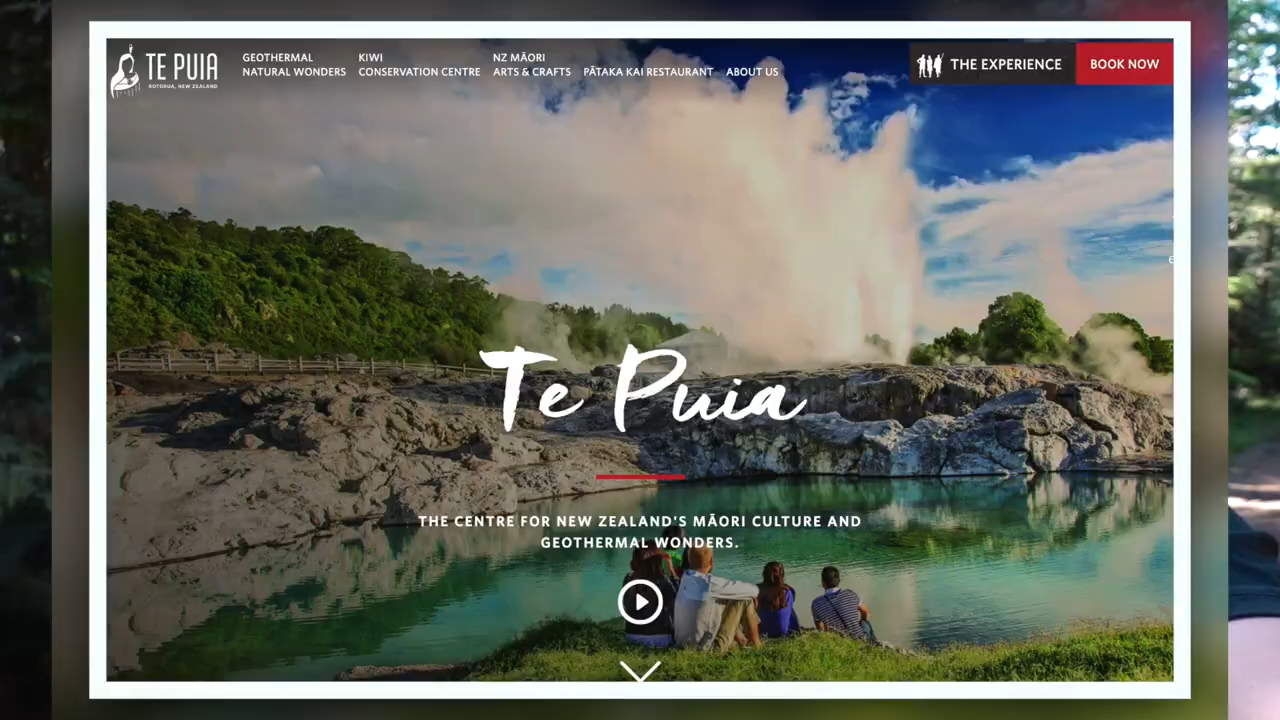 TE PUIA
ROTORUA, NEW ZEALAND
GEOTHERMAL
NATURAL WONDERS
KIWI
CONSERVATION CENTRE
NZ MĀORI
ARTS & CRAFTS
PĀTAKA KAI RESTAURANT
ABOUT US
THE EXPERIENCE
BOOK NOW
Te Puia
THE CENTRE FOR NEW ZEALAND'S MĀORI CULTURE AND
GEOTHERMAL WONDERS.